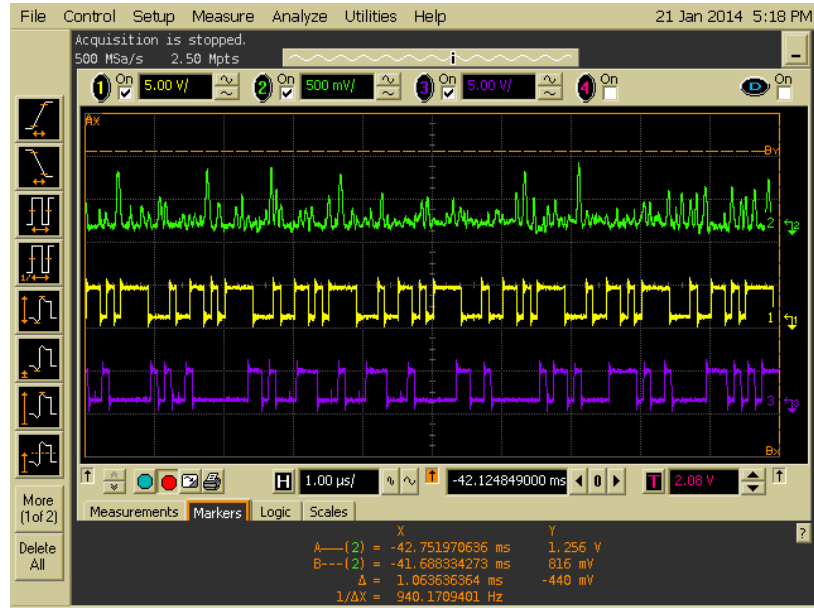 File Control Setup Measure Analyze Utilities Help 21 Jan 2014 5:18 PM
Acquisition is stopped.
500 MSa/s 2.50 Mpts
1 On 5.00 V/ 2 On 500 mV/ 3 On 5.00 V/ 4 On D On
Ax
By
2 2
1 1
3 3
Bx
More
(1of 2)
Delete
All
H 1.00 μs/ -42.124849000 ms 0 T 2.08 V
Measurements Markers Logic Scales
?
X Y
A—(2) = -42.751970636 ms 1.256 V
B---(2) = -41.688334273 ms 816 mV
Δ = 1.063636364 ms -440 mV
1/ΔX = 940.1709401 Hz